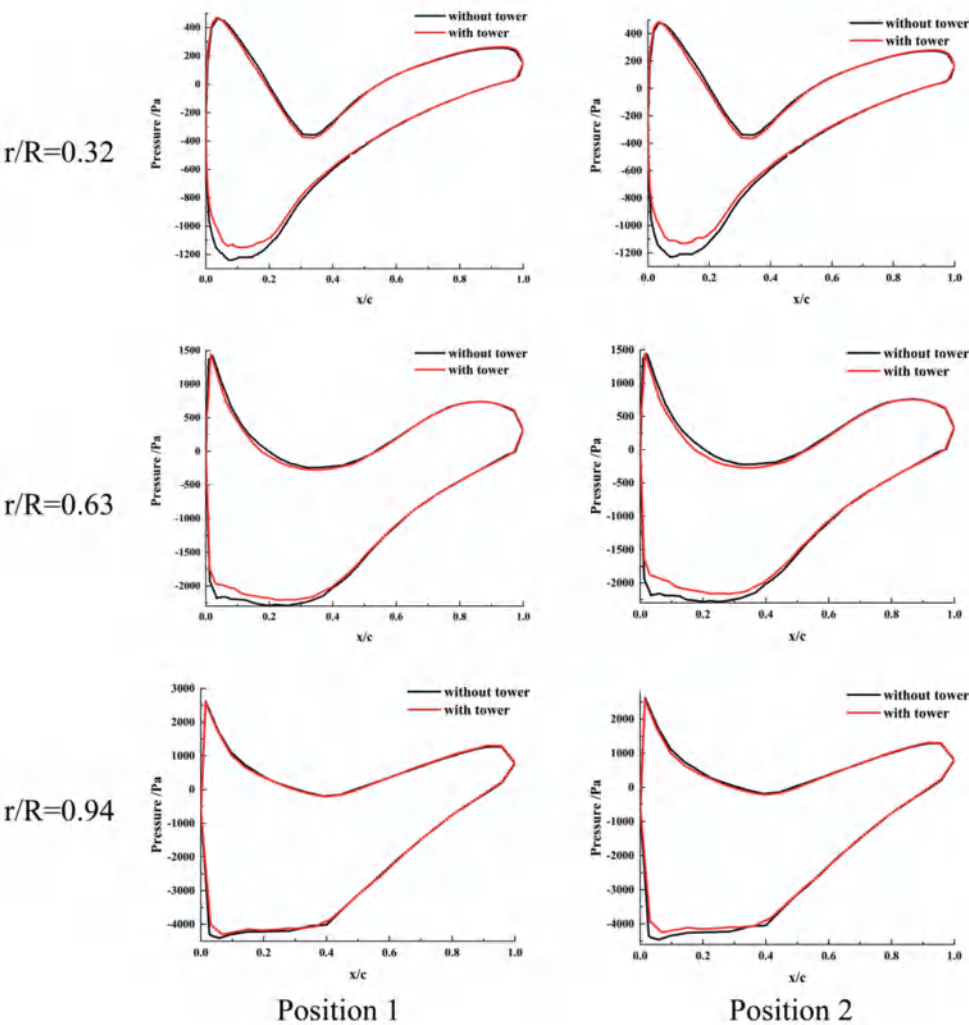 r/R=0.32
Pressure /Pa
400
200
0
-200
-400
-600
-800
-1000
-1200
0.0 0.2 0.4 0.6 0.8 1.0
x/c
without tower
with tower
Pressure /Pa
400
200
0
-200
-400
-600
-800
-1000
-1200
0.0 0.2 0.4 0.6 0.8 1.0
x/c
without tower
with tower
r/R=0.63
Pressure /Pa
1500
1000
500
0
-500
-1000
-1500
-2000
0.0 0.2 0.4 0.6 0.8 1.0
x/c
without tower
with tower
Pressure /Pa
1500
1000
500
0
-500
-1000
-1500
-2000
0.0 0.2 0.4 0.6 0.8 1.0
x/c
without tower
with tower
r/R=0.94
Pressure /Pa
3000
2000
1000
0
-1000
-2000
-3000
-4000
0.0 0.2 0.4 0.6 0.8 1.0
x/c
without tower
with tower
Pressure /Pa
2000
1000
0
-1000
-2000
-3000
-4000
0.0 0.2 0.4 0.6 0.8 1.0
x/c
without tower
with tower
Position 1
Position 2